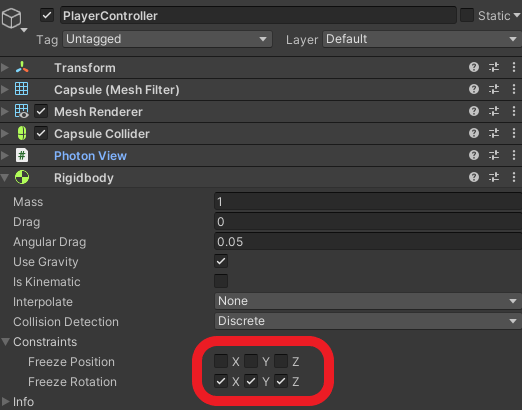 PlayerController Static
Tag Untagged Layer Default
Transform
Capsule (Mesh Filter)
Mesh Renderer
Capsule Collider
Photon View
Rigidbody
Mass 1
Drag 0
Angular Drag 0.05
Use Gravity
Is Kinematic
Interpolate None
Collision Detection Discrete
Constraints
Freeze Position X Y Z
Freeze Rotation X Y Z
Info